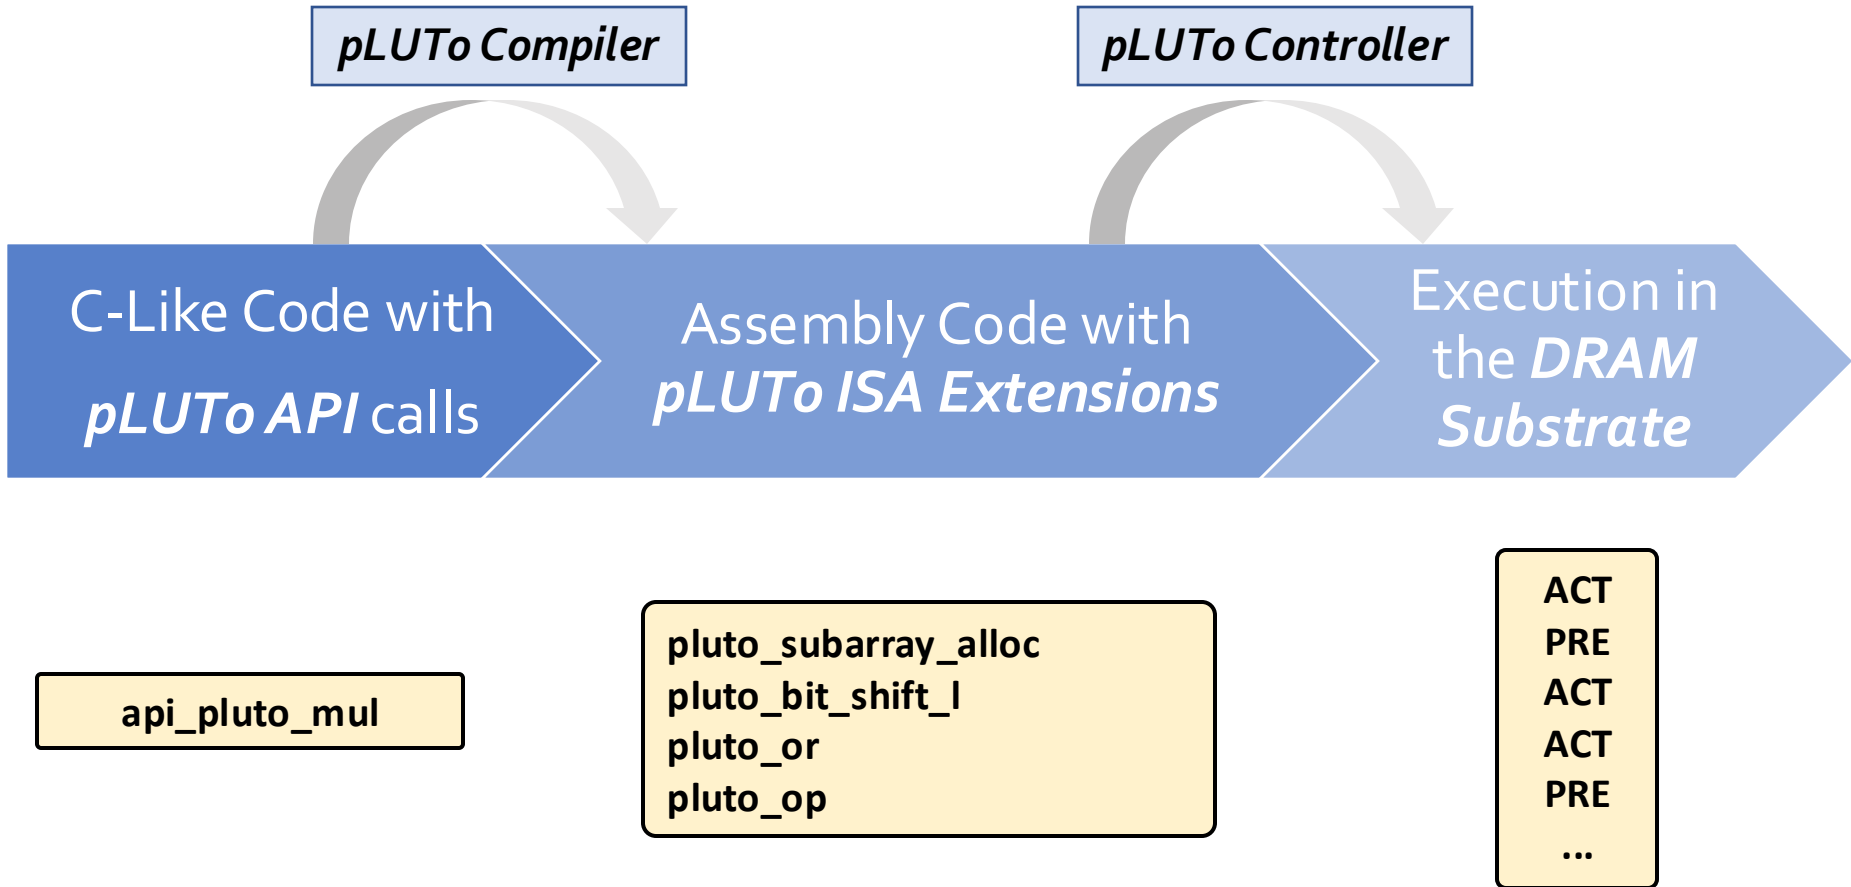 pLUTo Compiler
pLUTo Controller
C-Like Code with
pLUTo API calls
Assembly Code with
pLUTo ISA Extensions
Execution in
the DRAM
Substrate
api_pluto_mul
pluto_subarray_alloc
pluto_bit_shift_l
pluto_or
pluto_op
ACT
PRE
ACT
ACT
PRE
...